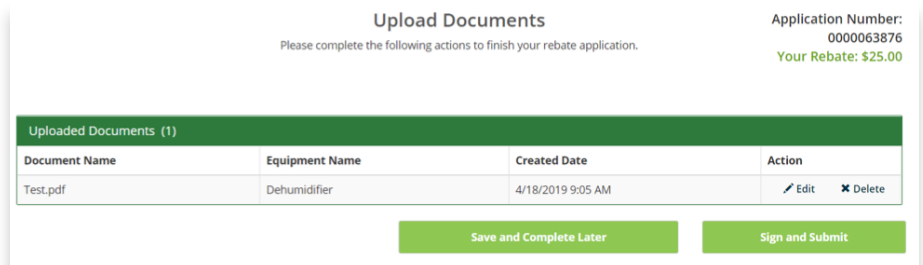 Upload Documents
Please complete the following actions to finish your rebate application.
Application Number:
0000063876
Your Rebate: $25.00
Uploaded Documents (1)
Document Name Equipment Name Created Date Action
Test.pdf Dehumidifier 4/18/2019 9:05 AM Edit Delete
Save and Complete Later Sign and Submit